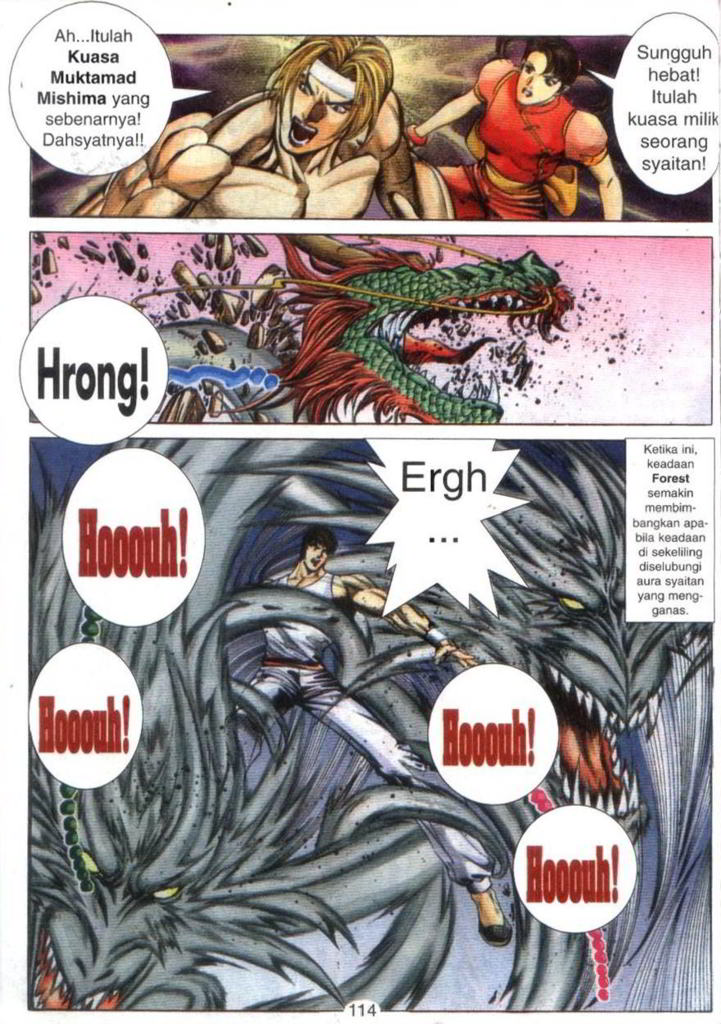 Ah...Itulah
Kuasa
Muktamad
Mishima yang
sebenarnya!
Dahsyatnya!!
Sungguh
hebat!
Itulah
kuasa milik
seorang
syaitan!
Hrong!
Hooouh!
Ergh
...
Ketika ini,
keadaan
Forest
semakin
membim-
bangkan apa-
bila keadaan
di sekeliling
diselubungi
aura syaitan
yang meng-
ganas.
Hooouh!
Hooouh!
Hooouh!
114